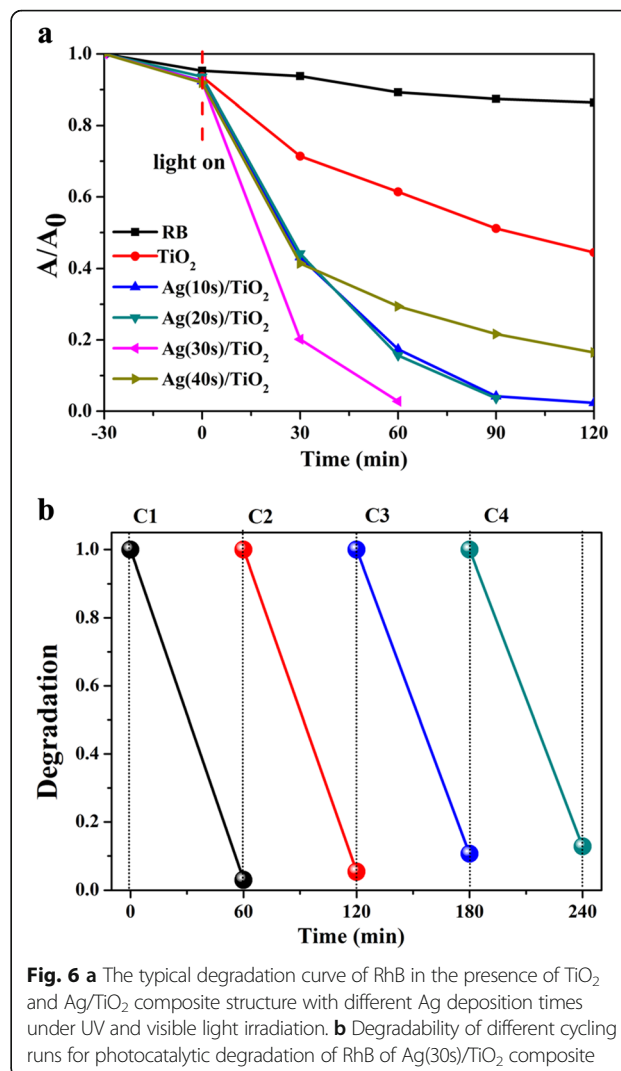 a
1.0
0.8
0.6
0.4
0.2
0.0
A/A₀
light on
RB
TiO₂
Ag(10s)/TiO₂
Ag(20s)/TiO₂
Ag(30s)/TiO₂
Ag(40s)/TiO₂
-30 0 30 60 90 120
Time (min)
b
C1 C2 C3 C4
1.0
0.8
0.6
0.4
0.2
0.0
Degradation
0 60 120 180 240
Time (min)
Fig. 6 a The typical degradation curve of RhB in the presence of TiO₂
and Ag/TiO₂ composite structure with different Ag deposition times
under UV and visible light irradiation. b Degradability of different cycling
runs for photocatalytic degradation of RhB of Ag(30s)/TiO₂ composite